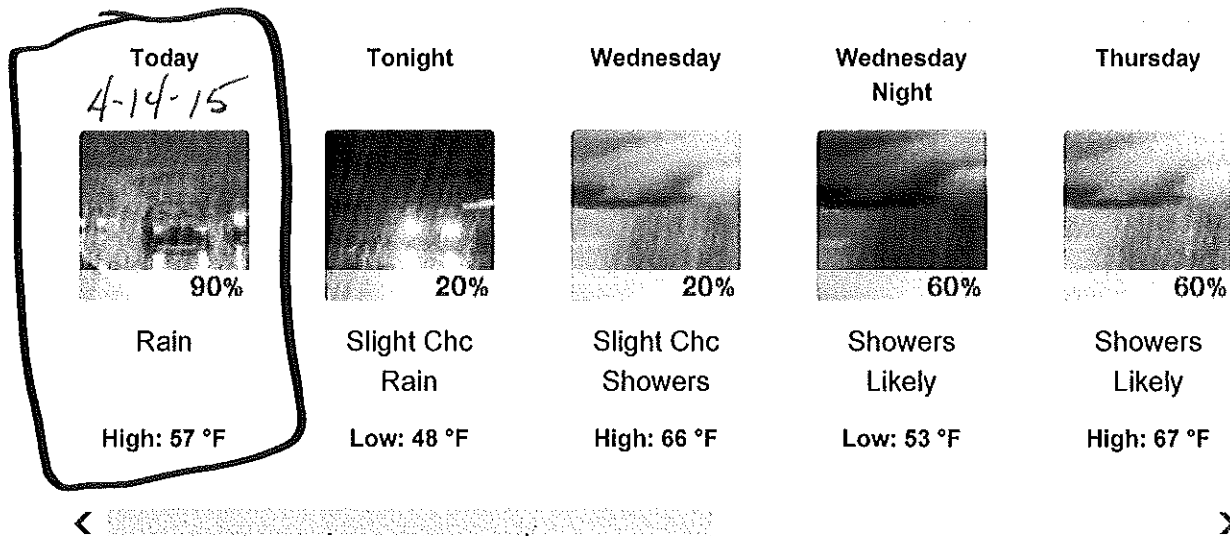 Today
4-14-15
90%
Rain
High: 57 °F
Tonight
20%
Slight Chc
Rain
Low: 48 °F
Wednesday
20%
Slight Chc
Showers
High: 66 °F
Wednesday
Night
60%
Showers
Likely
Low: 53 °F
Thursday
60%
Showers
Likely
High: 67 °F